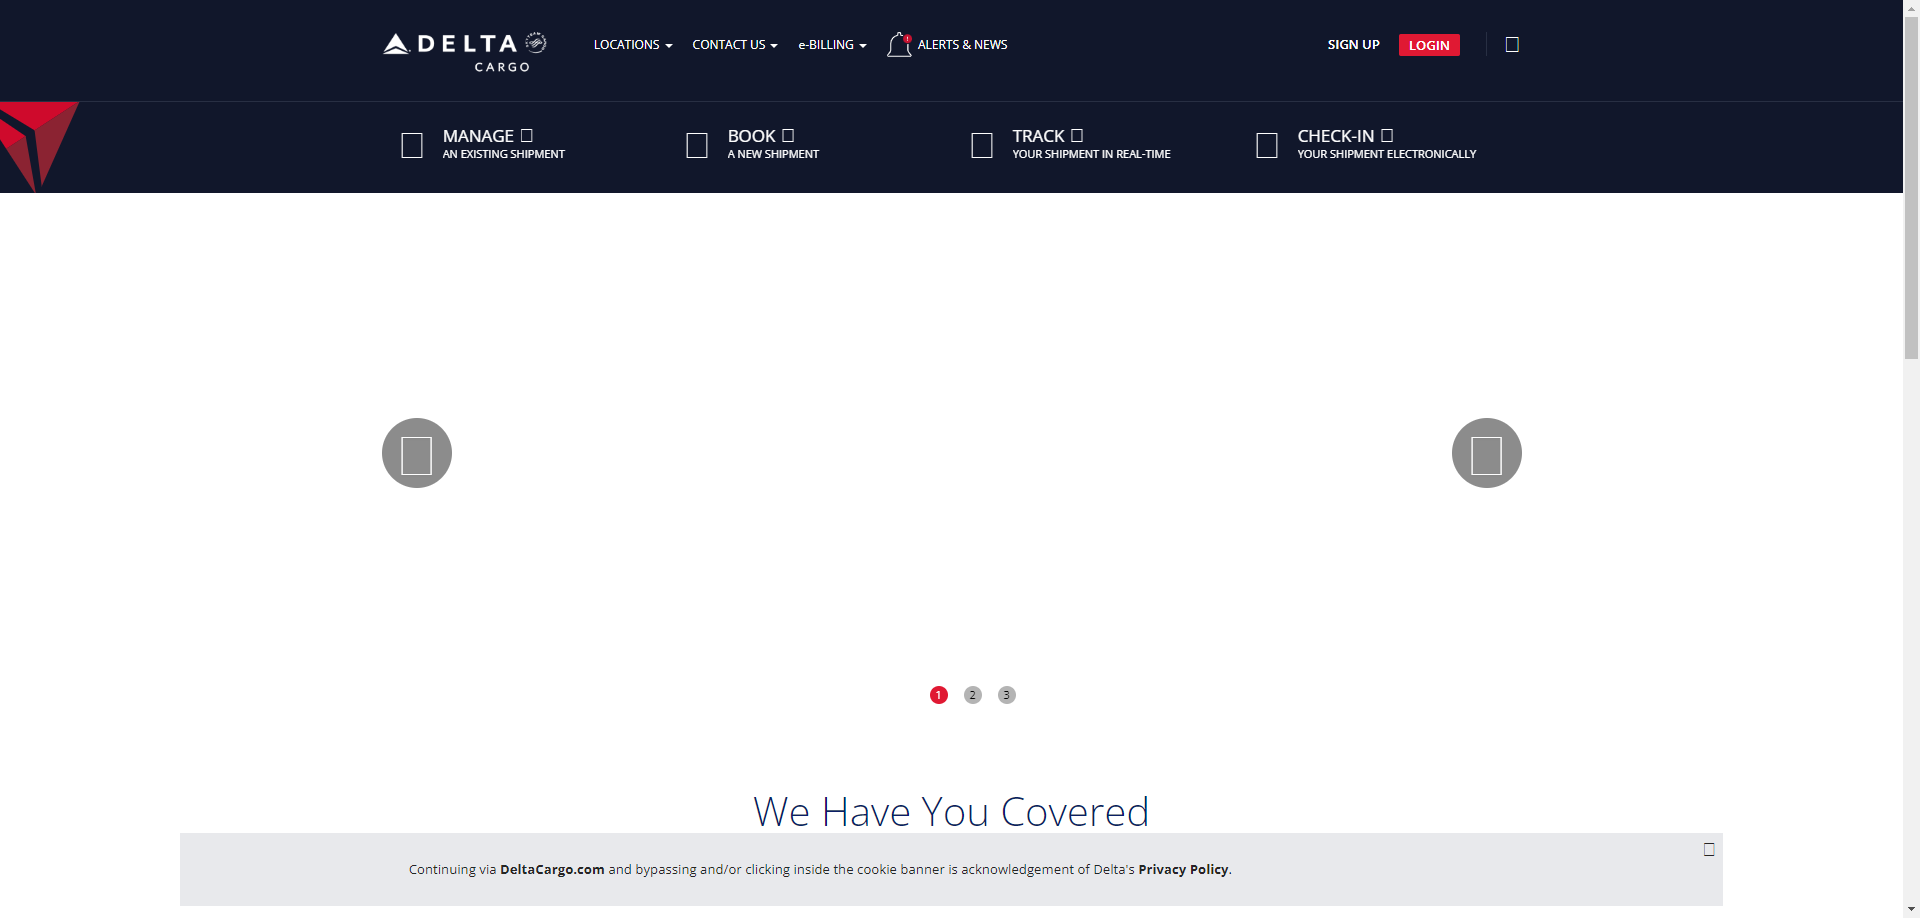 DELTA
CARGO
LOCATIONS
CONTACT US
e-BILLING
ALERTS & NEWS
SIGN UP
LOGIN
MANAGE
AN EXISTING SHIPMENT
BOOK
A NEW SHIPMENT
TRACK
YOUR SHIPMENT IN REAL-TIME
CHECK-IN
YOUR SHIPMENT ELECTRONICALLY
1 2 3
We Have You Covered
Continuing via DeltaCargo.com and bypassing and/or clicking inside the cookie banner is acknowledgement of Delta's Privacy Policy.